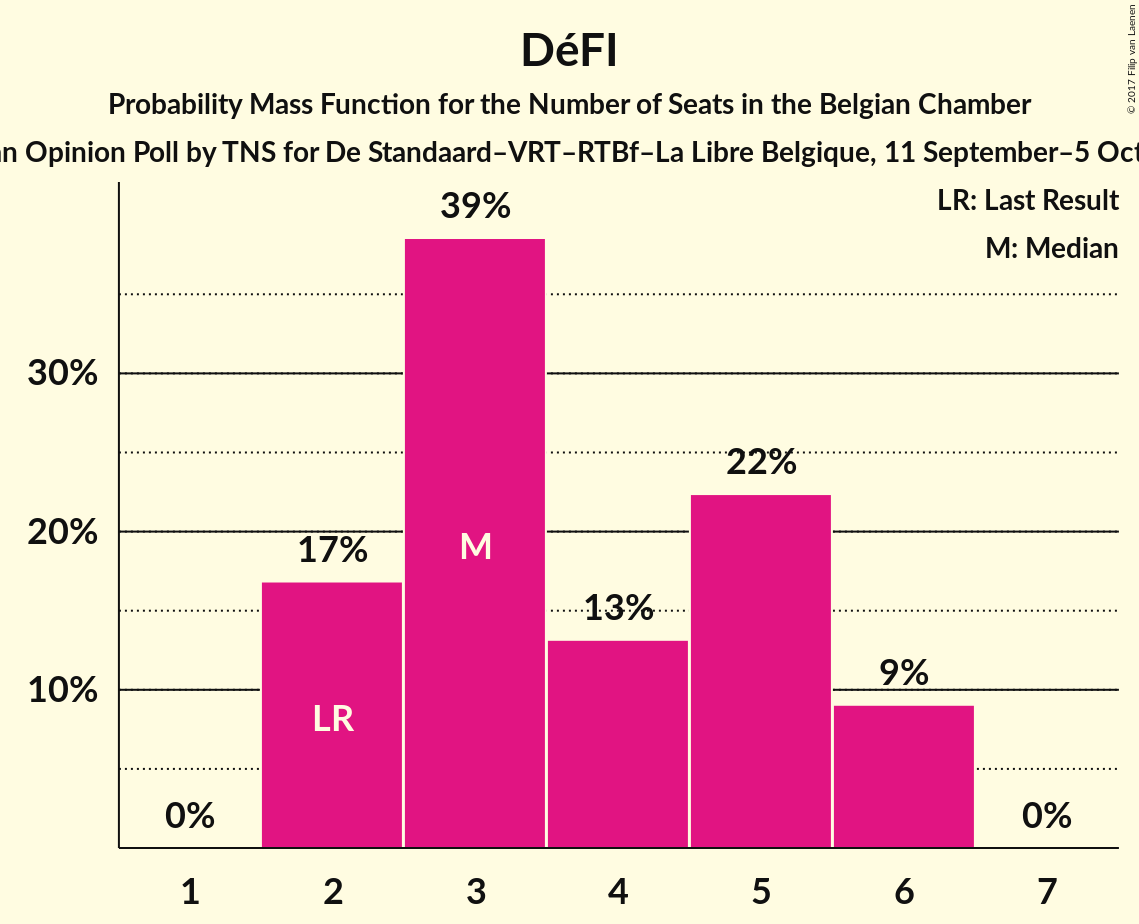 DéFI
Probability Mass Function for the Number of Seats in the Belgian Chamber
n Opinion Poll by TNS for De Standaard–VRT–RTBf–La Libre Belgique, 11 September–5 Oct
© 2017 Filip van Laenen
LR: Last Result
M: Median
39%
30%
22%
20%
17%
M
13%
10%
9%
LR
0%
0%
1 2 3 4 5 6 7